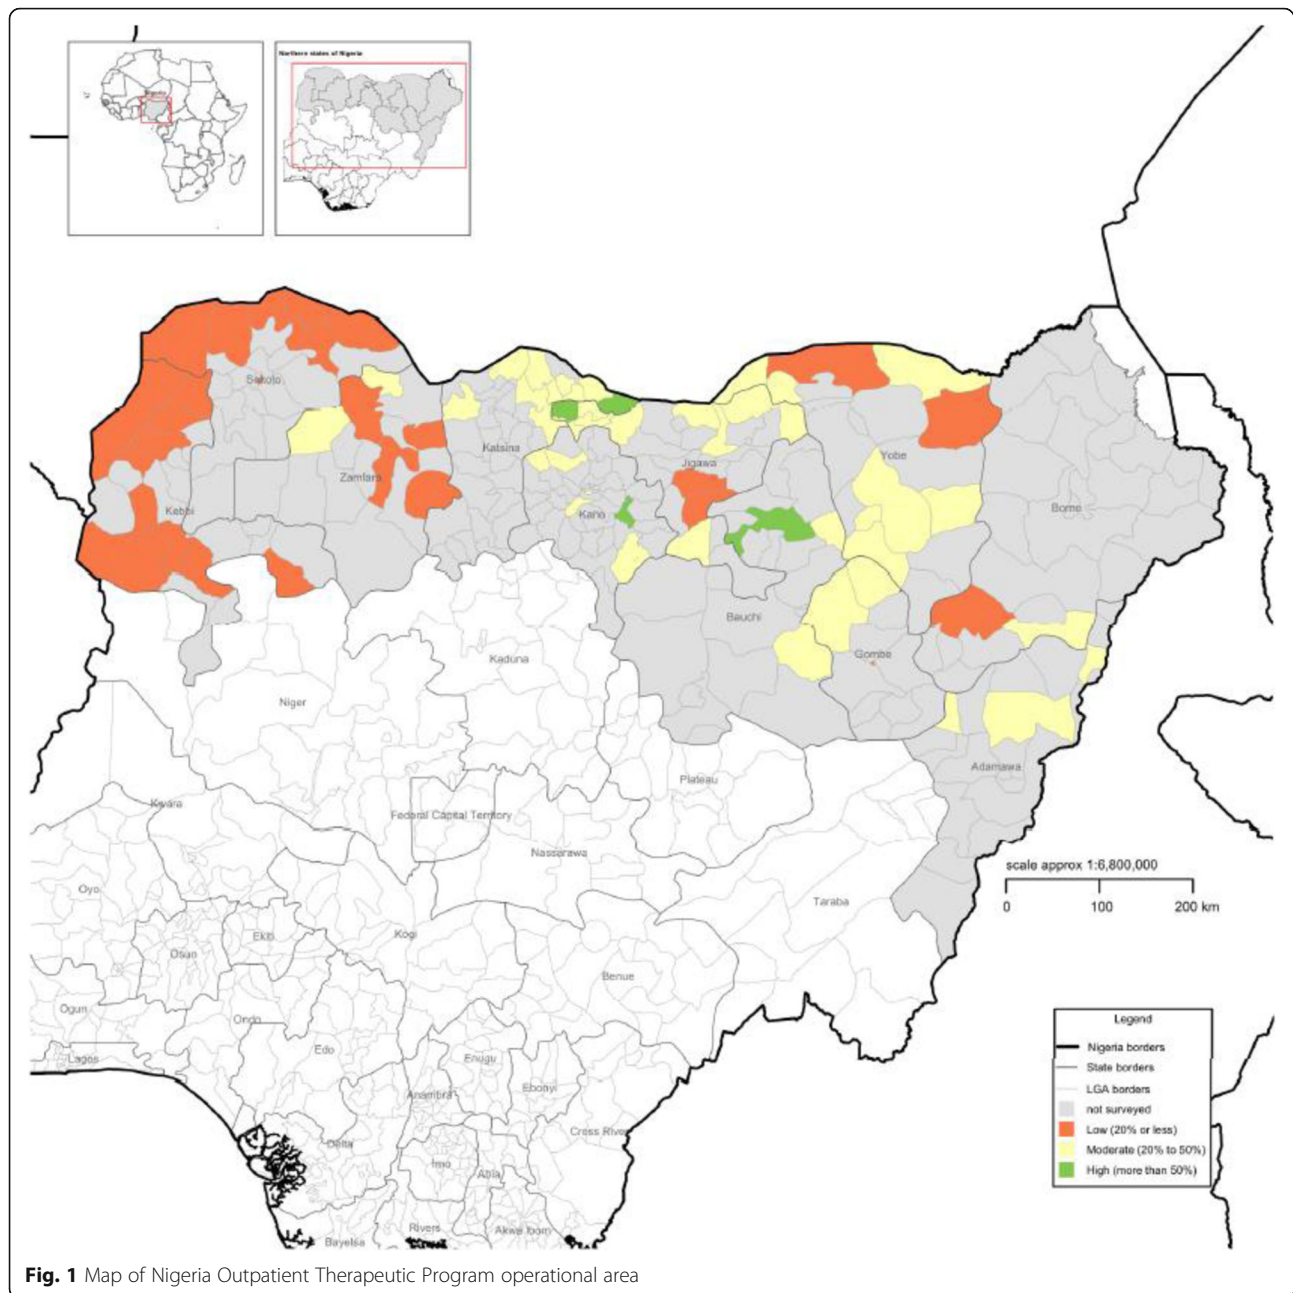 Nigeria
Northern states of Nigeria
Sokoto
Katsina
Zamfara
Jigawa
Yobe
Kebbi
Kano
Borno
Bauchi
Gombe
Kaduna
Niger
Adamawa
Plateau
Kwara
Federal Capital Territory
Nassarawa
scale approx 1:6,800,000
0 100 200 km
Oyo
Taraba
Ekiti
Kogi
Osun
Benue
Ogun
Ondo
Edo
Lagos
Enugu
Ebonyi
Anambra
Cross River
Delta
Imo
Abia
Rivers
Akwa Ibom
Bayelsa
Legend
Nigeria borders
State borders
LGA borders
not surveyed
Low (20% or less)
Moderate (20% to 50%)
High (more than 50%)
Fig. 1 Map of Nigeria Outpatient Therapeutic Program operational area